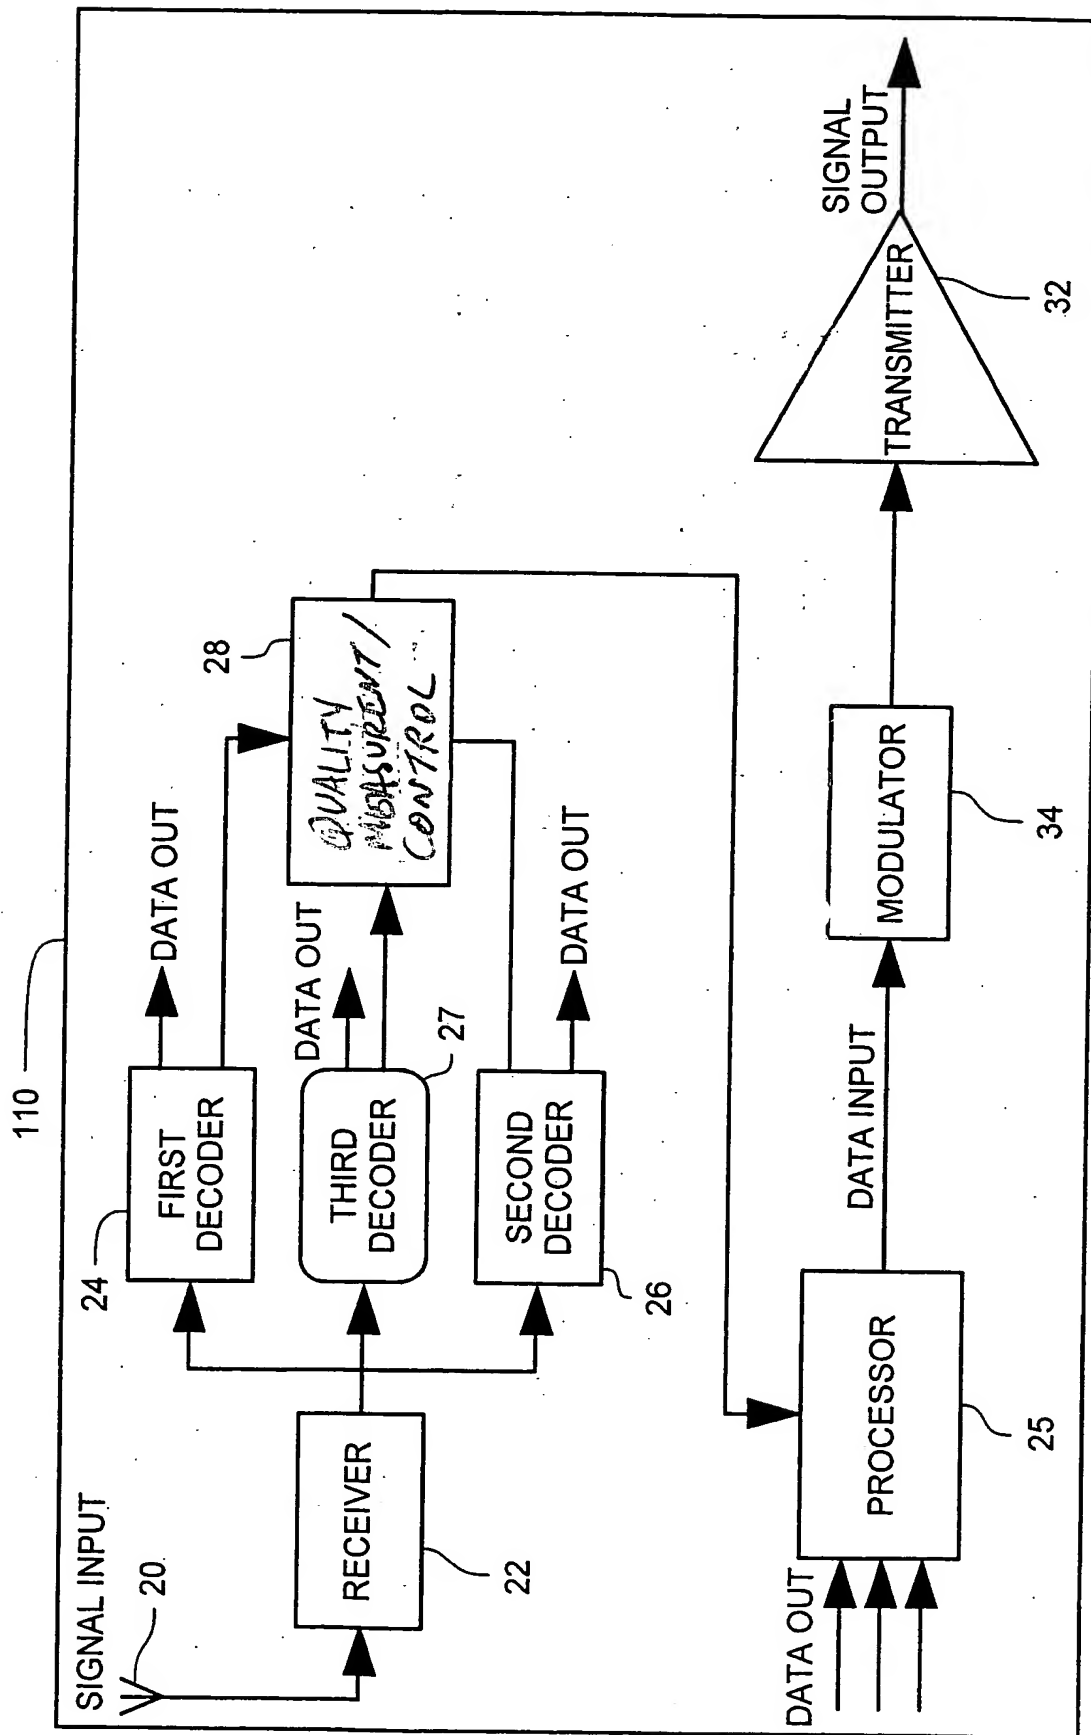 110
SIGNAL INPUT
20
RECEIVER
22
24
FIRST
DECODER
DATA OUT
THIRD
DECODER
27
DATA OUT
SECOND
DECODER
26
DATA OUT
28
QUALITY
MEASURENT/
CONTROL
DATA OUT
PROCESSOR
25
DATA INPUT
MODULATOR
34
TRANSMITTER
32
SIGNAL
OUTPUT